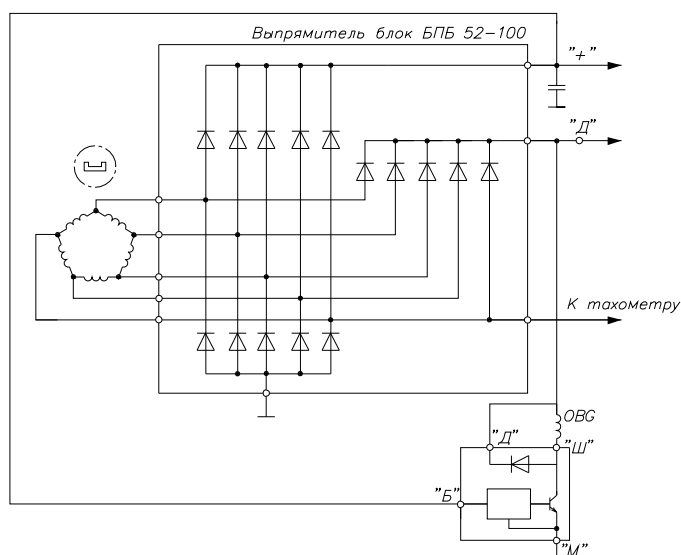 Выпрямитель блок БПБ 52-100
"+"
"Д"
К тахометру
OBG
"Д"
"Ш"
"Б"
"М"